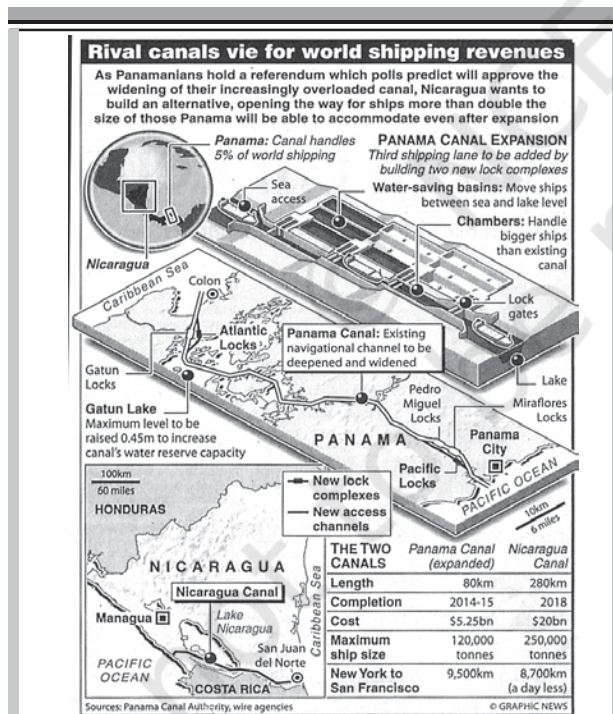 Rival canals vie for world shipping revenues
As Panamanians hold a referendum which polls predict will approve the
widening of their increasingly overloaded canal, Nicaragua wants to
build an alternative, opening the way for ships more than double the
size of those Panama will be able to accommodate even after expansion
Panama: Canal handles
5% of world shipping
PANAMA CANAL EXPANSION
Third shipping lane to be added by
building two new lock complexes
Water-saving basins: Move ships
between sea and lake level
Sea
access
Chambers: Handle
bigger ships
than existing
canal
Nicaragua
Lock
gates
Lake
Caribbean Sea
Colon
Atlantic
Locks
Panama Canal: Existing
navigational channel to be
deepened and widened
Gatun
Locks
Gatun Lake
Maximum level to be
raised 0.45m to increase
canal's water reserve capacity
Pedro
Miguel
Locks
Miraflores
Locks
PANAMA
Panama
City
Pacific
Locks
PACIFIC OCEAN
10km
6 miles
100km
60 miles
New lock
complexes
New access
channels
HONDURAS
NICARAGUA
Nicaragua Canal
Managua
Lake
Nicaragua
Caribbean Sea
San Juan
del Norte
PACIFIC
OCEAN
COSTA RICA
THE TWO CANALS Panama Canal (expanded) Nicaragua Canal
Length 80km 280km
Completion 2014-15 2018
Cost $5.25bn $20bn
Maximum ship size 120,000 tonnes 250,000 tonnes
New York to San Francisco 9,500km 8,700km (a day less)
Sources: Panama Canal Authority, wire agencies
© GRAPHIC NEWS